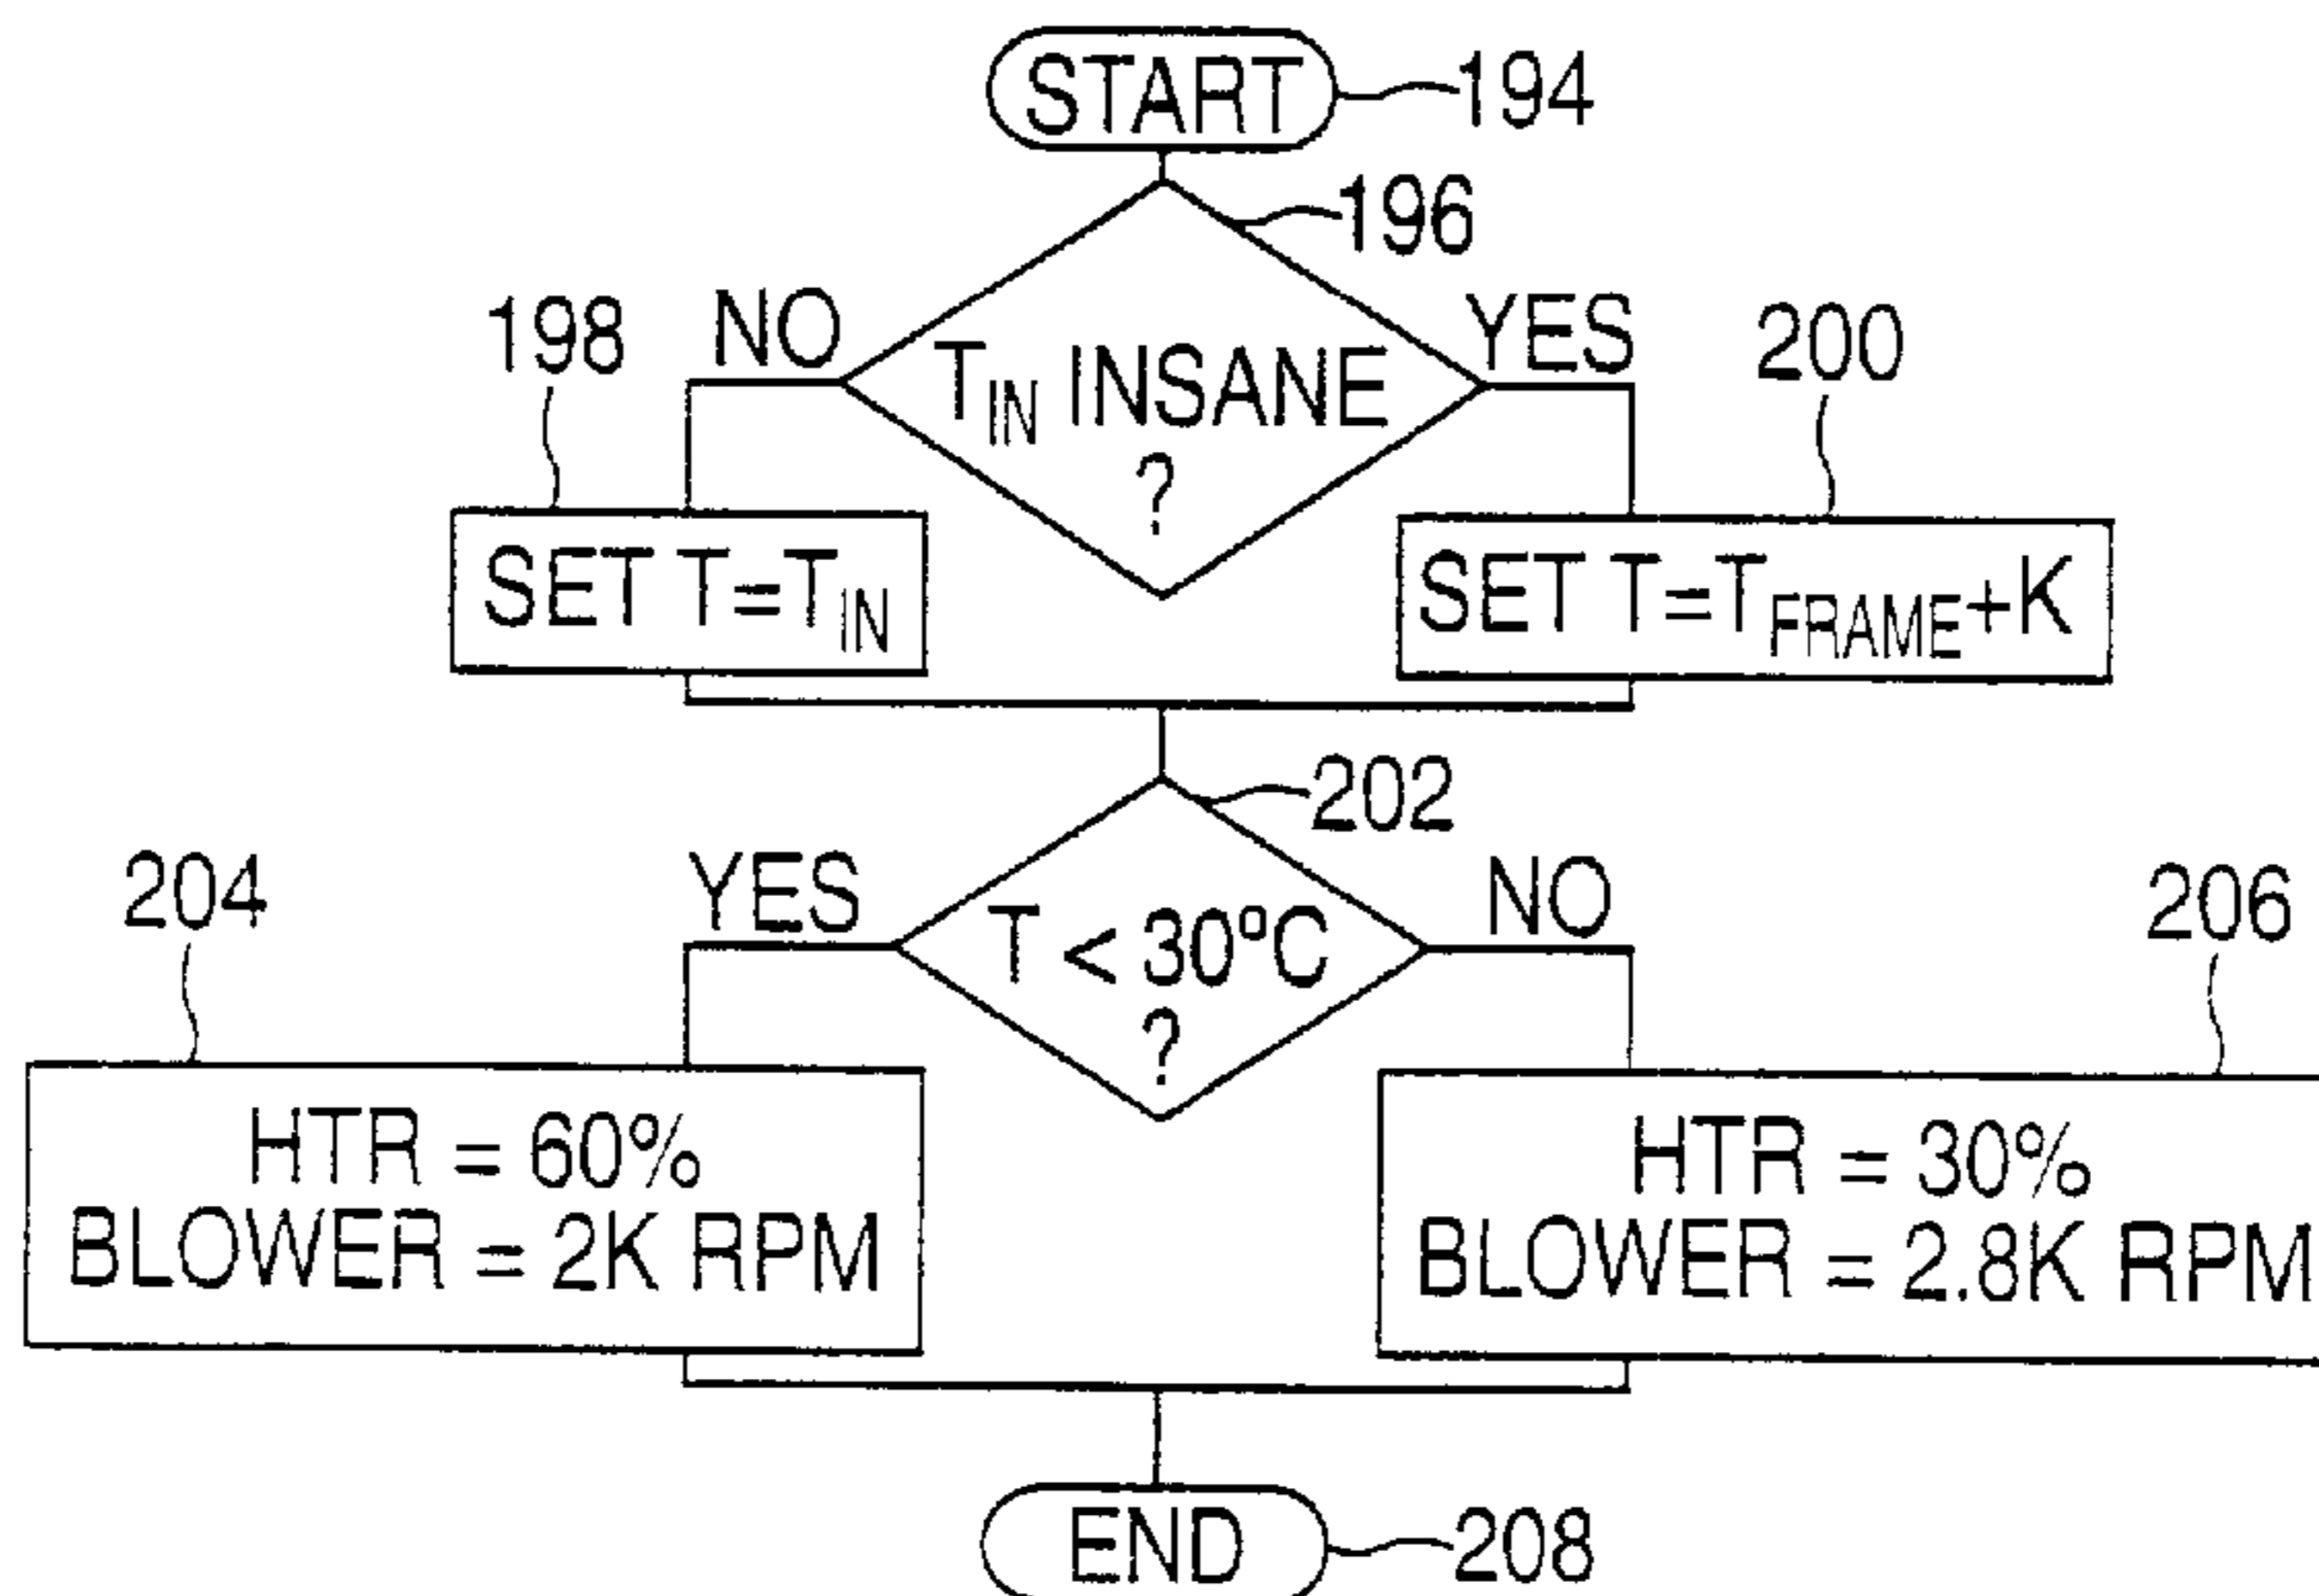 START
194
196
198
NO
YES
200
T_IN INSANE
?
SET T=T_IN
SET T=T_FRAME+K
202
204
YES
NO
206
T < 30°C
?
HTR = 60%
BLOWER = 2K RPM
HTR = 30%
BLOWER = 2.8K RPM
END
208